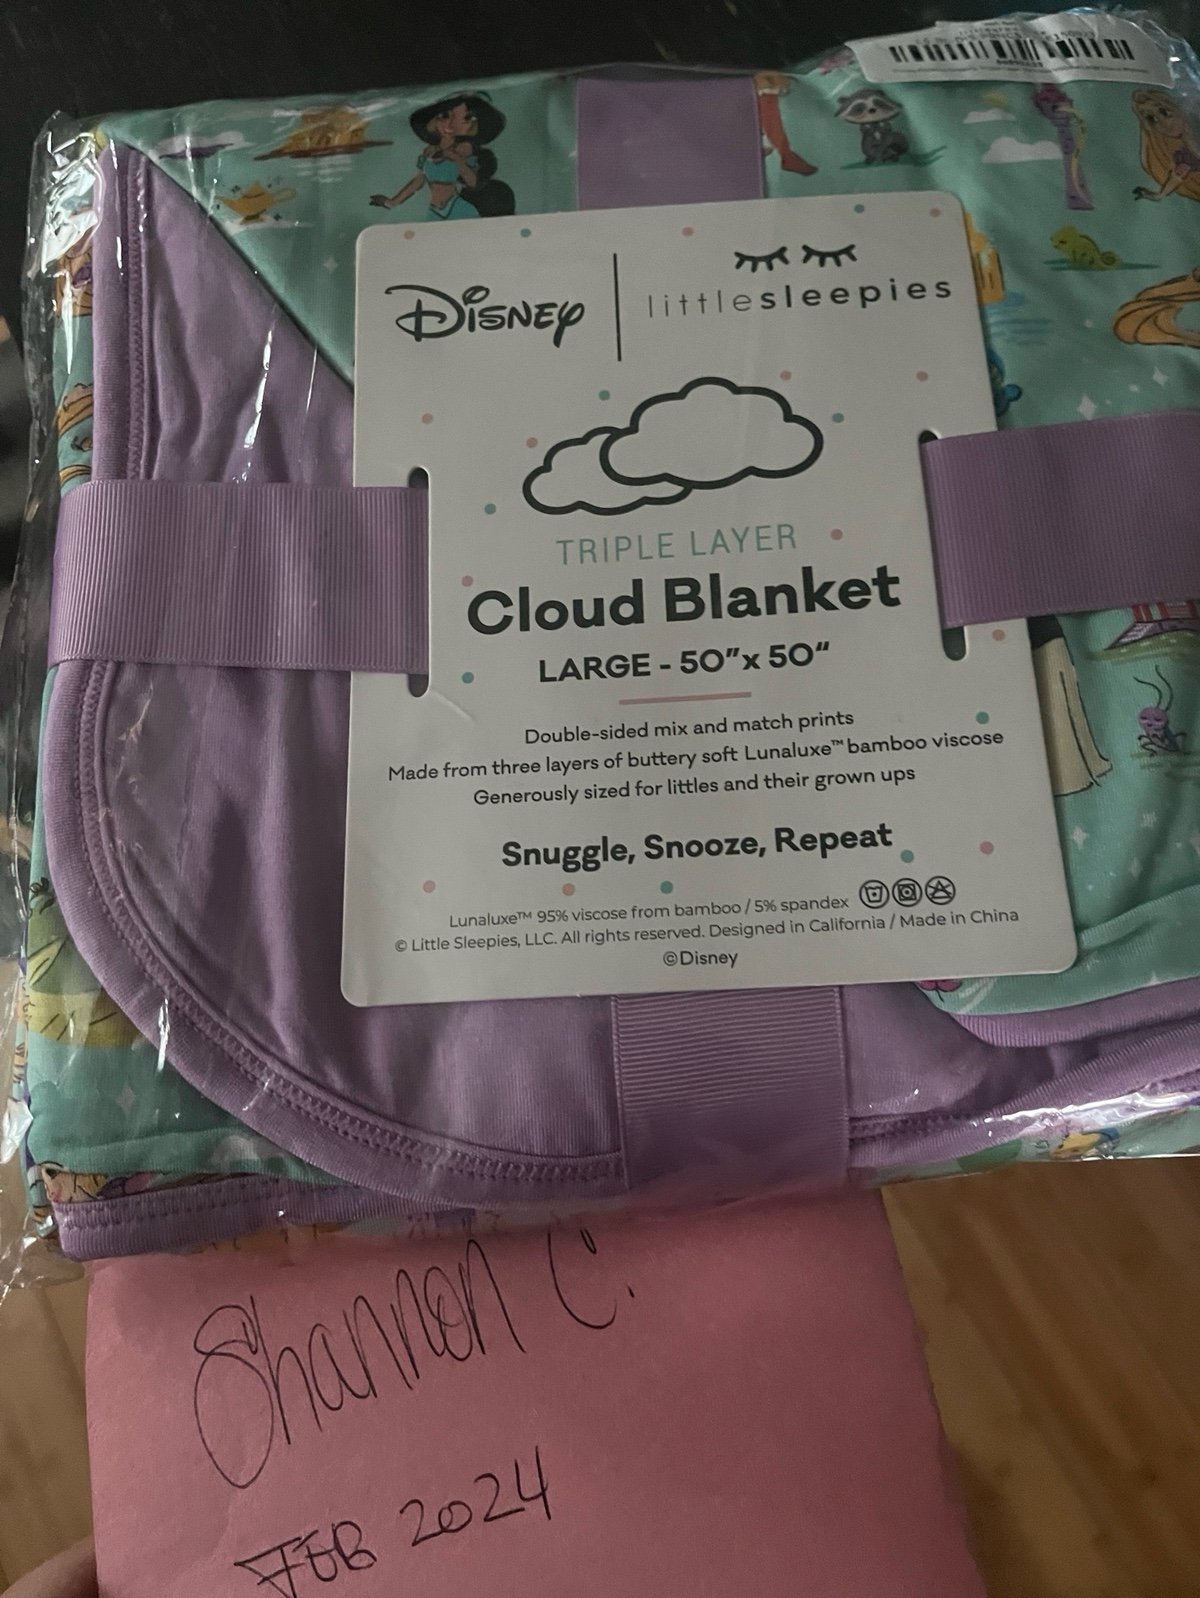 Disney
littlesleepies
TRIPLE LAYER
Cloud Blanket
LARGE - 50”x 50“
Double-sided mix and match prints
Made from three layers of buttery soft Lunaluxe™ bamboo viscose
Generously sized for littles and their grown ups
Snuggle, Snooze, Repeat
Lunaluxe™ 95% viscose from bamboo / 5% spandex
© Little Sleepies, LLC. All rights reserved. Designed in California / Made in China
©Disney
Shannon C.
FEB 2024